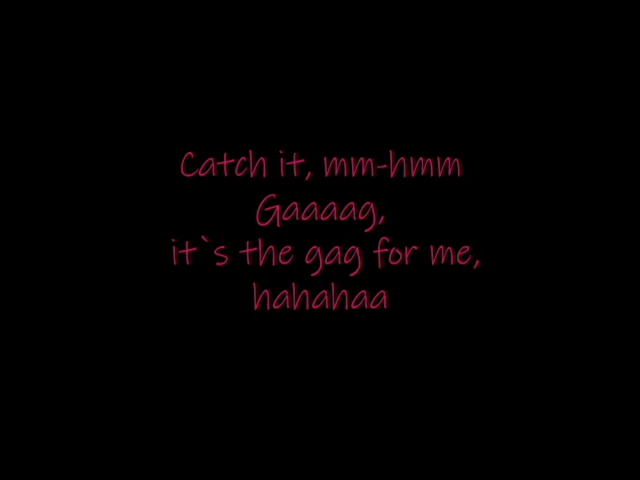 Catch it, mm-hmm
Gaaaag,
it`s the gag for me,
hahahaa